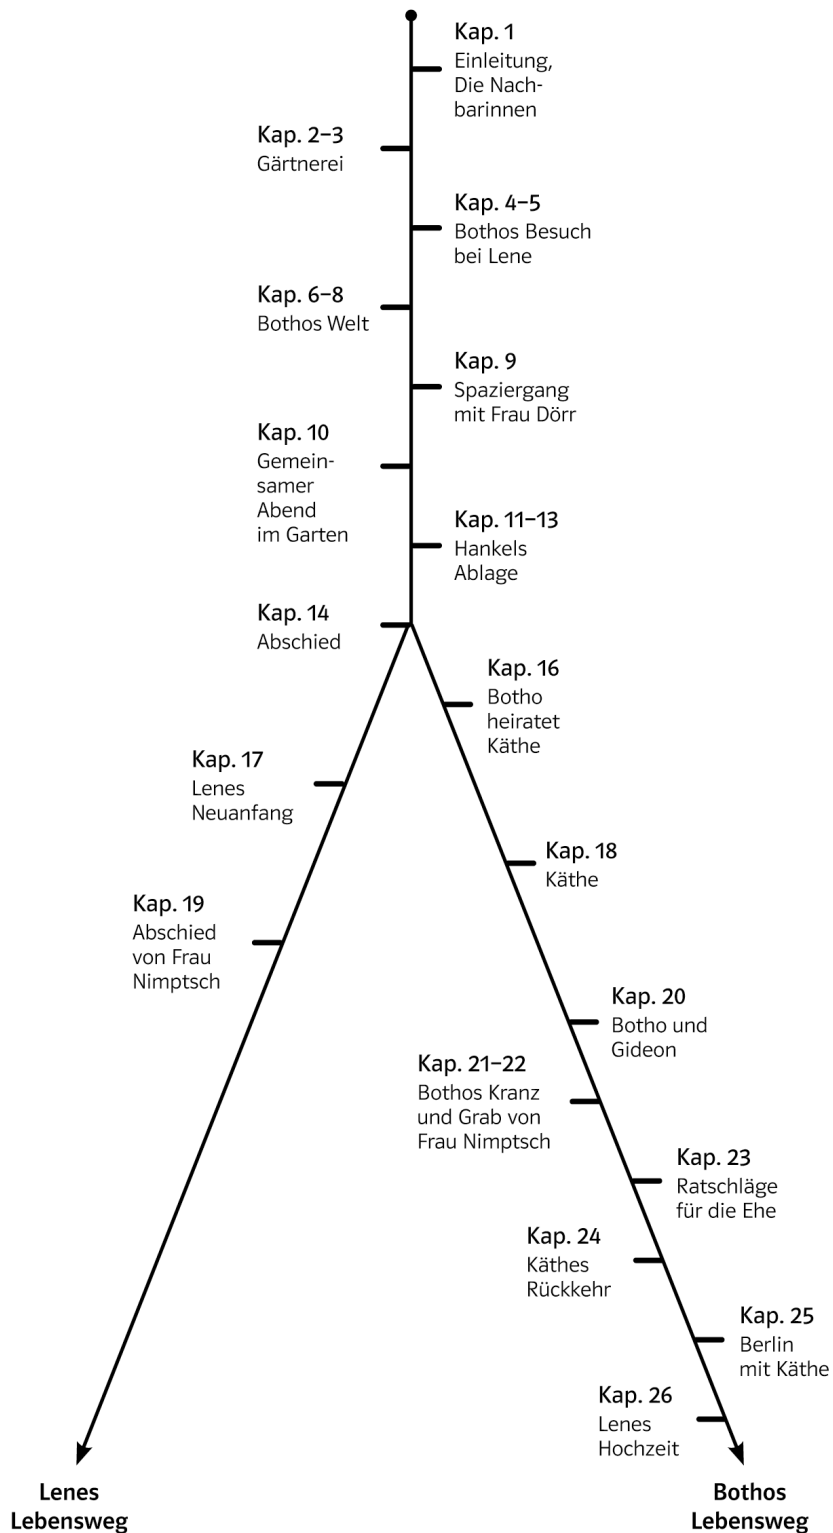 Kap. 1
Einleitung,
Die Nach-
barinnen
Kap. 2–3
Gärtnerei
Kap. 4–5
Bothos Besuch
bei Lene
Kap. 6–8
Bothos Welt
Kap. 9
Spaziergang
mit Frau Dörr
Kap. 10
Gemein-
samer
Abend
im Garten
Kap. 11–13
Hankels
Ablage
Kap. 14
Abschied
Kap. 16
Botho
heiratet
Käthe
Kap. 17
Lenes
Neuanfang
Kap. 18
Käthe
Kap. 19
Abschied
von Frau
Nimptsch
Kap. 20
Botho und
Gideon
Kap. 21–22
Bothos Kranz
und Grab von
Frau Nimptsch
Kap. 23
Ratschläge
für die Ehe
Kap. 24
Käthes
Rückkehr
Kap. 25
Berlin
mit Käthe
Kap. 26
Lenes
Hochzeit
Lenes
Lebensweg
Bothos
Lebensweg